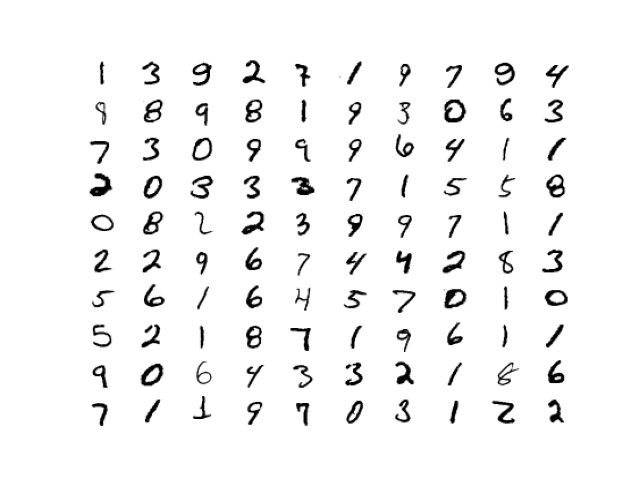 1 3 9 2 7 1 9 7 9 4
8 8 9 8 1 9 3 0 6 3
7 3 0 9 9 9 6 4 1 1
2 0 3 3 3 7 1 5 5 8
0 8 2 2 3 9 9 7 1 1
2 2 9 6 7 4 4 2 8 3
5 6 1 6 4 5 7 0 1 0
5 2 1 8 7 1 9 6 1 1
9 0 6 4 3 3 2 1 8 6
7 1 1 9 7 0 3 1 2 2